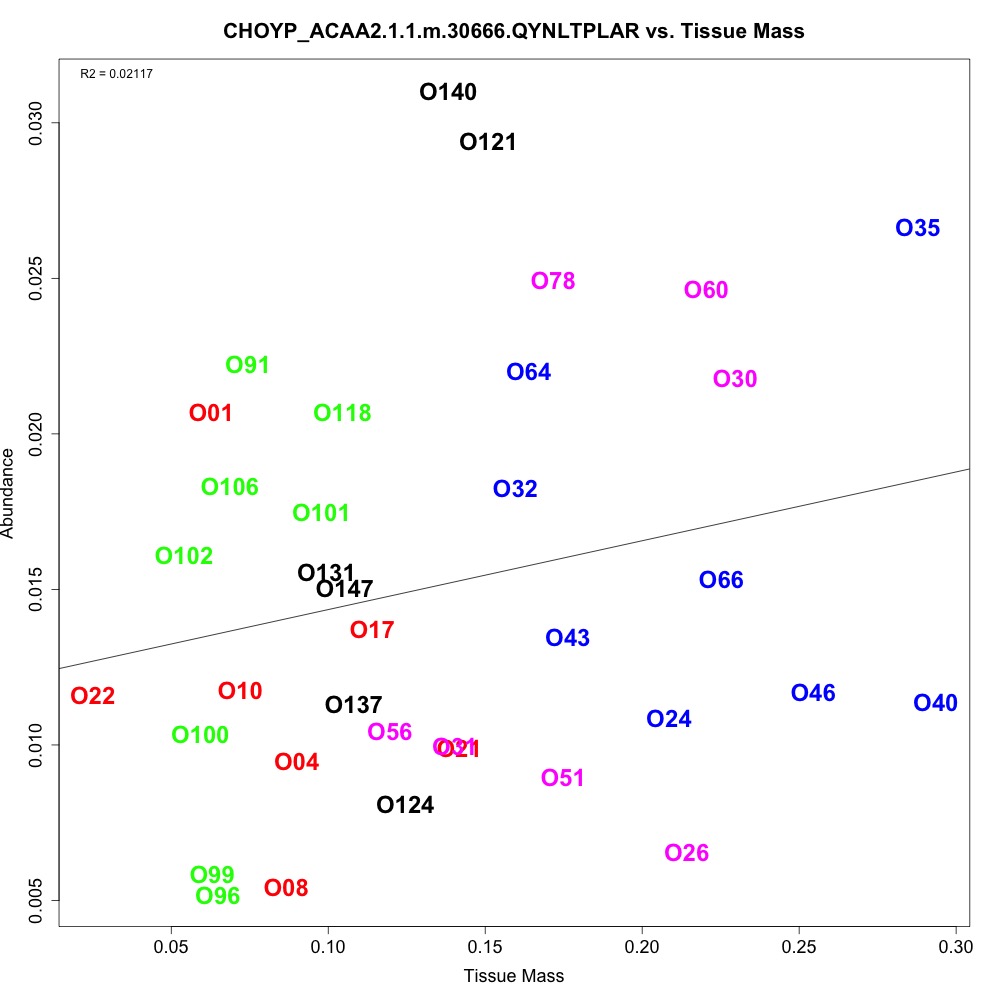 CHOYP_ACAA2.1.1.m.30666.QYNLTPLAR vs. Tissue Mass
R2 = 0.02117
O140
O121
O35
O78
O60
O91
O64
O30
O01
O118
O106
O32
O101
O102
O131
O147
O66
O17
O43
O22
O10
O46
O137
O40
O24
O56
O100
O31
O21
O04
O51
O124
O26
O99
O08
O96
0.030
0.025
0.020
0.015
0.010
0.005
Abundance
0.05 0.10 0.15 0.20 0.25 0.30
Tissue Mass